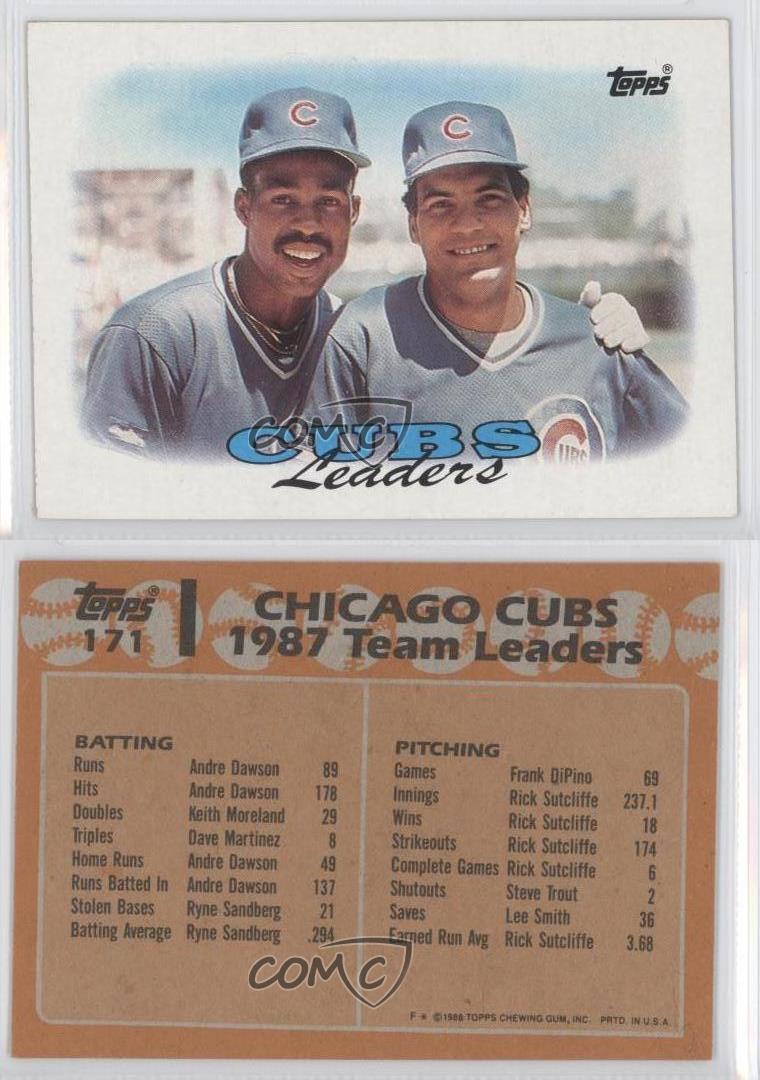 Topps®
C
C
CUBS
COMC
CUBS
Leaders
Topps®
171
CHICAGO CUBS
1987 Team Leaders
BATTING
Runs Andre Dawson 89
Hits Andre Dawson 178
Doubles Keith Moreland 29
Triples Dave Martinez 8
Home Runs Andre Dawson 49
Runs Batted In Andre Dawson 137
Stolen Bases Ryne Sandberg 21
Batting Average Ryne Sandberg .294
PITCHING
Games Frank DiPino 69
Innings Rick Sutcliffe 237.1
Wins Rick Sutcliffe 18
Strikeouts Rick Sutcliffe 174
Complete Games Rick Sutcliffe 6
Shutouts Steve Trout 2
Saves Lee Smith 36
Earned Run Avg Rick Sutcliffe 3.68
COMC
F * ©1988 TOPPS CHEWING GUM, INC. PRTD. IN U.S.A.